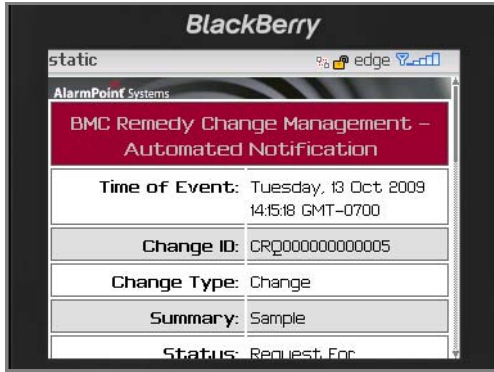 BlackBerry
static edge
AlarmPoint Systems
BMC Remedy Change Management –
Automated Notification
Time of Event: Tuesday, 13 Oct 2009
14:15:18 GMT-0700
Change ID: CRQ000000000005
Change Type: Change
Summary: Sample
Status: Request For